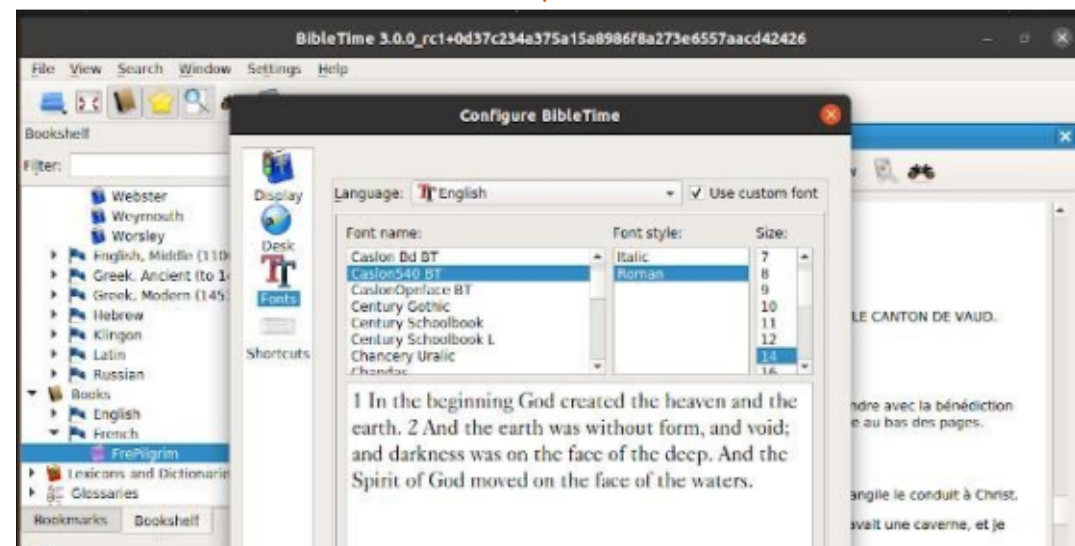 BibleTime 3.0.0_rc1+0d37c234a375a15a8986f8a273e6557aacd42426
File View Search Window Settings Help
Bookshelf
Filter:
Webster
Weymouth
Worsley
English, Middle (110
Greek, Ancient (to 1
Greek, Modern (145
Hebrew
Klingon
Latin
Russian
Books
English
French
FrePilgrim
Lexicons and Dictionarie
Glossaries
Bookmarks Bookshelf
Configure BibleTime
Display
Desk
Fonts
Shortcuts
Language: English Use custom font
Font name: Font style: Size:
Caslon Bd BT Italic 7
Caslon540 BT Roman 8
CaslonOpnface BT 9
Century Gothic 10
Century Schoolbook 11
Century Schoolbook L 12
Chancery Uralic 14
Chandas 16
1 In the beginning God created the heaven and the
earth. 2 And the earth was without form, and void;
and darkness was on the face of the deep. And the
Spirit of God moved on the face of the waters.
LE CANTON DE VAUD.
ndre avec la bénédiction
e au bas des pages.
angile le conduit à Christ.
avait une caverne, et je